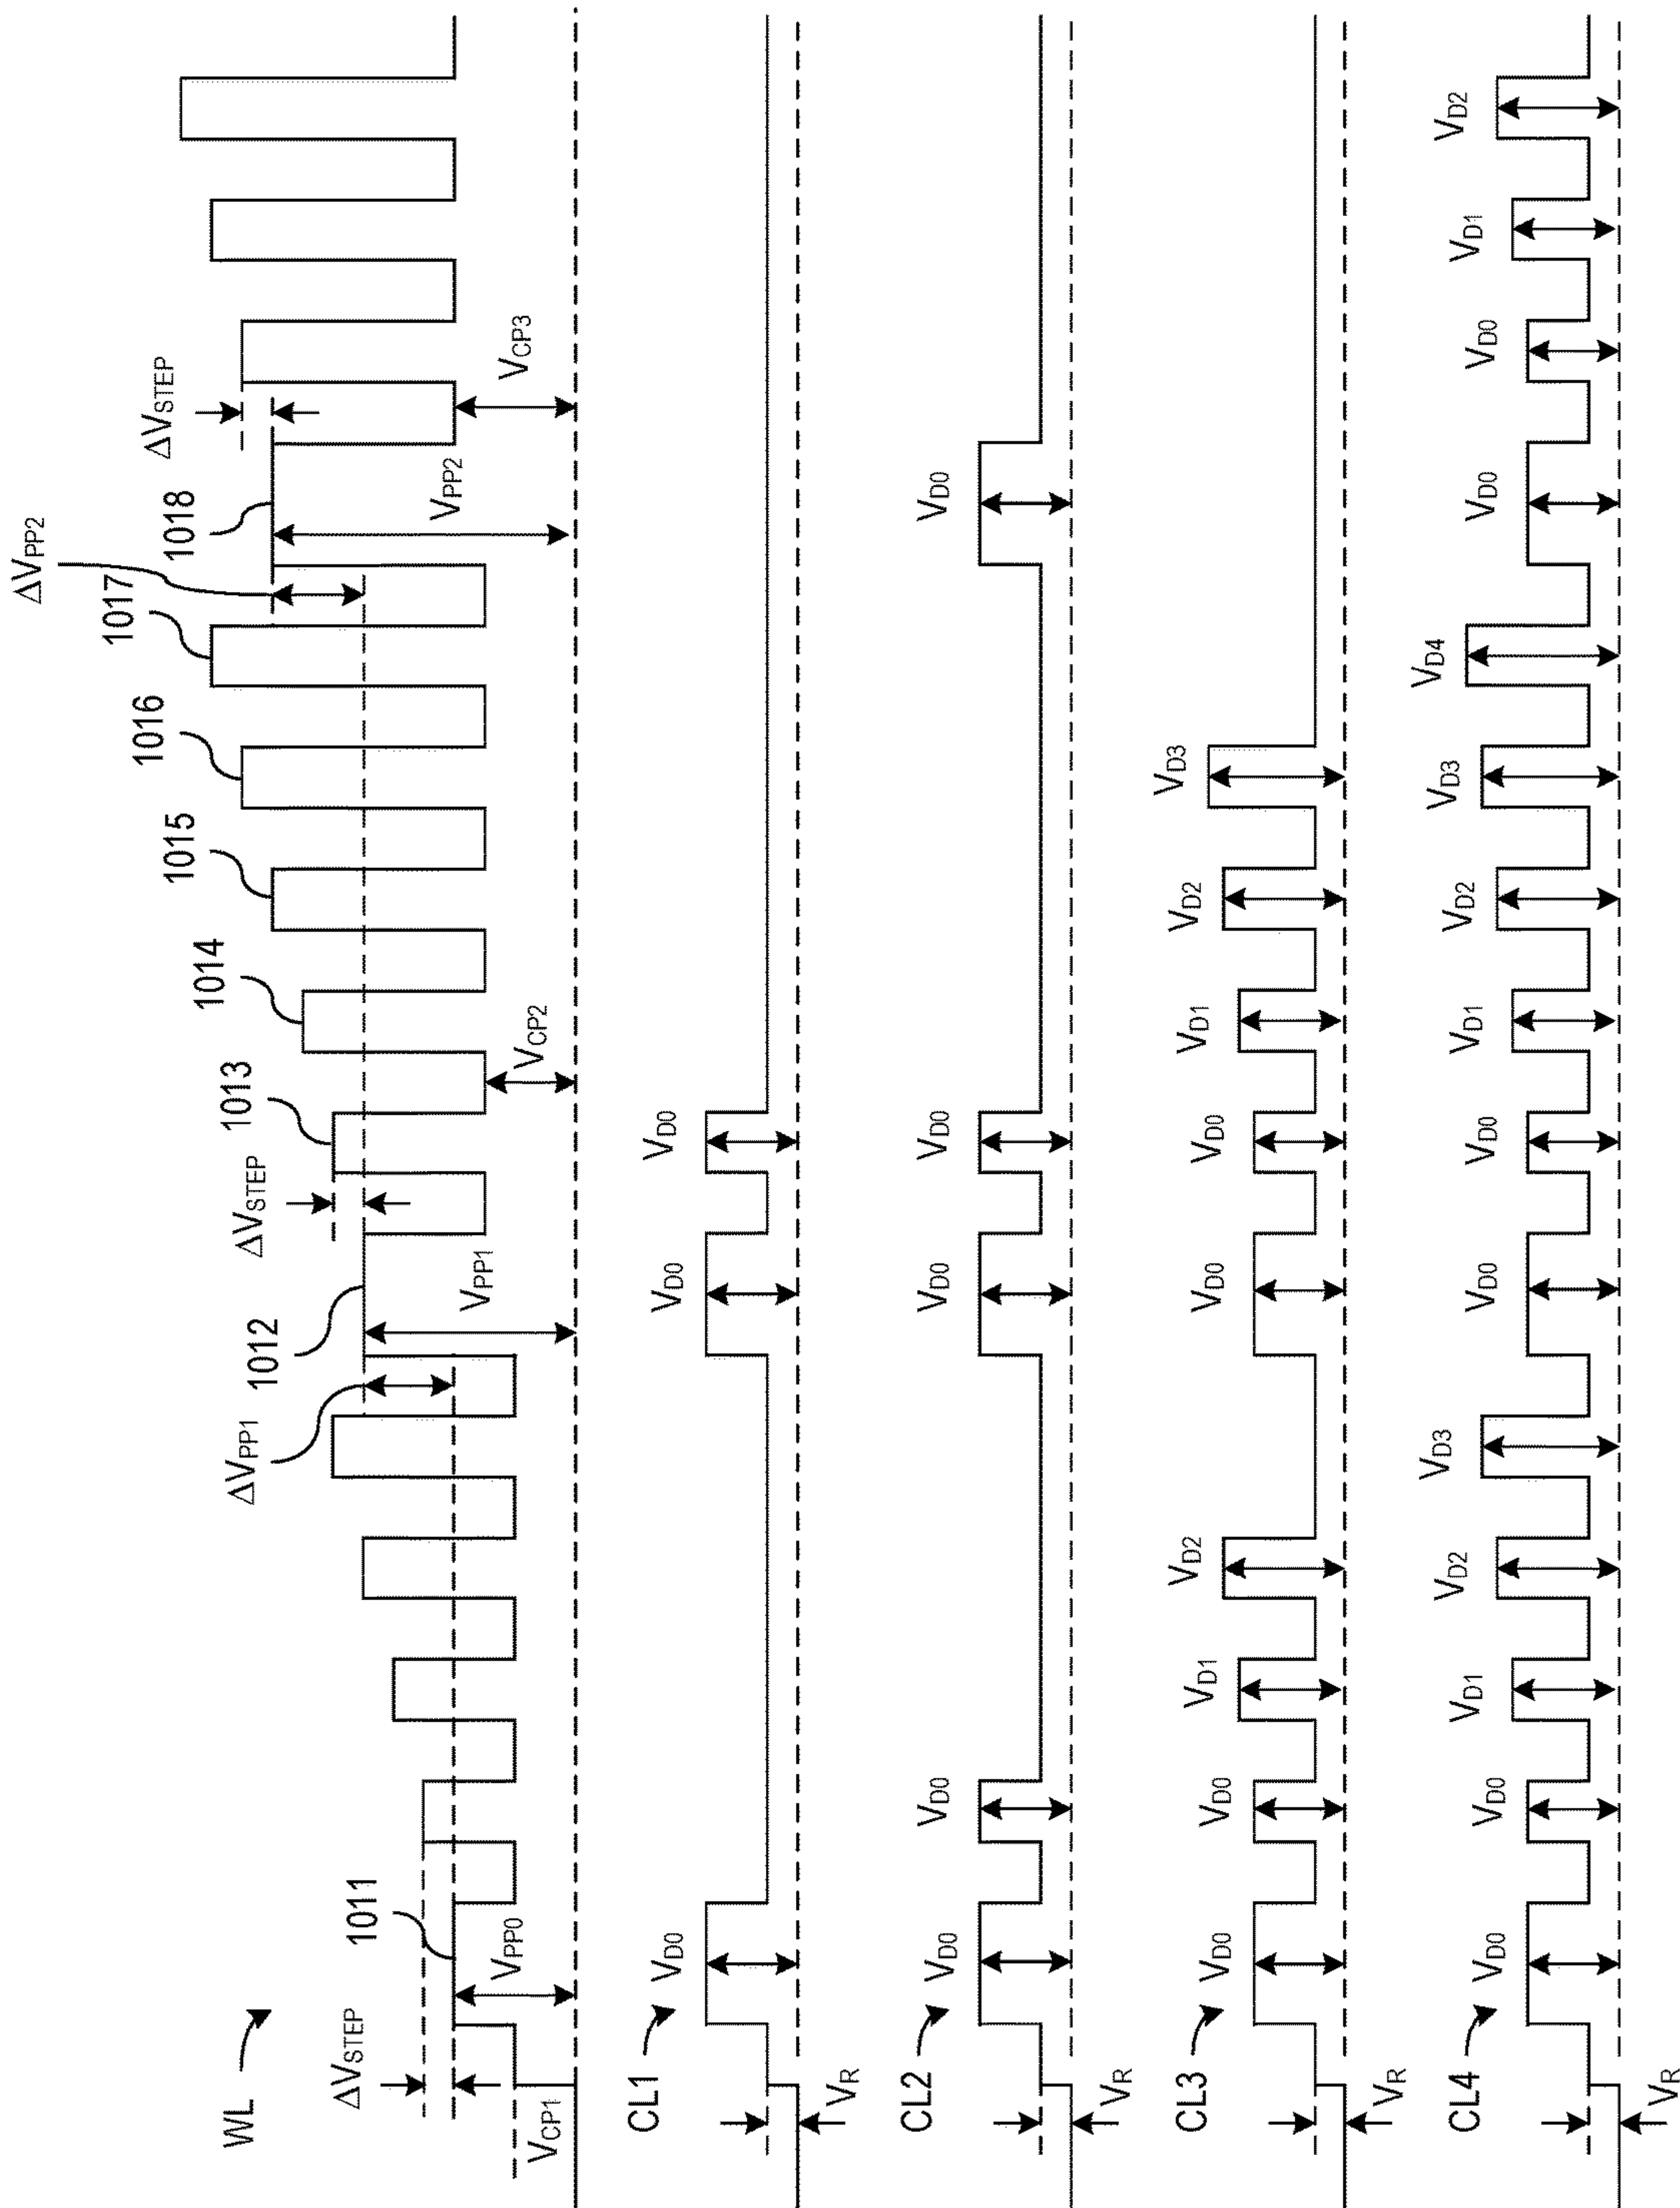 WL
ΔVSTEP
VCP1
1011
VPP0
ΔVPP1
1012
VPP1
ΔVSTEP
1013
VCP2
1014
1015
1016
1017
ΔVPP2
1018
VPP2
ΔVSTEP
VCP3
CL1
VR
VD0
VD0
VD0
CL2
VR
VD0
VD0
VD0
VD0
VD0
CL3
VR
VD0
VD0
VD1
VD2
VD0
VD0
VD1
VD2
VD3
CL4
VR
VD0
VD0
VD1
VD2
VD3
VD0
VD0
VD1
VD2
VD3
VD4
VD0
VD0
VD1
VD2